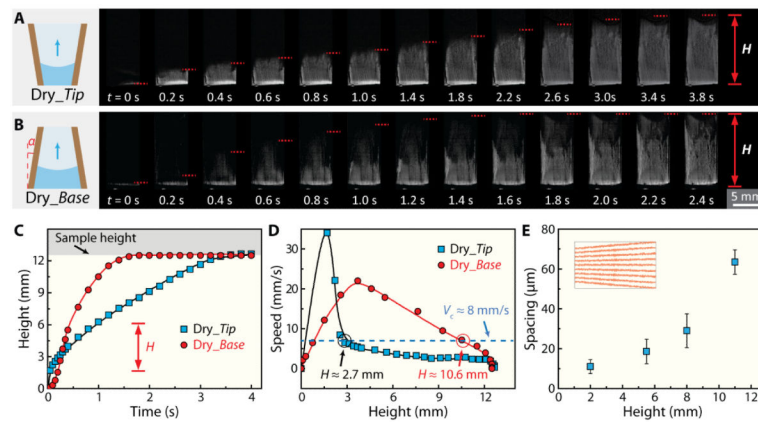 A
Dry_Tip
t = 0 s 0.2 s 0.4 s 0.6 s 0.8 s 1.0 s 1.4 s 1.8 s 2.2 s 2.6 s 3.0s 3.4 s 3.8 s
H
B
α
Dry_Base
t = 0 s 0.2 s 0.4 s 0.6 s 0.8 s 1.0 s 1.2 s 1.4 s 1.6 s 1.8 s 2.0 s 2.2 s 2.4 s
H
5 mm
C
Height (mm)
12
9
6
3
0
Sample height
Dry_Tip
Dry_Base
H
0 1 2 3 4
Time (s)
D
Speed (mm/s)
30
20
10
0
Dry_Tip
Dry_Base
Vc ≈ 8 mm/s
H ≈ 2.7 mm
H ≈ 10.6 mm
0 3 6 9 12
Height (mm)
E
Spacing (μm)
80
60
40
20
0
0 2 4 6 8 10 12
Height (mm)